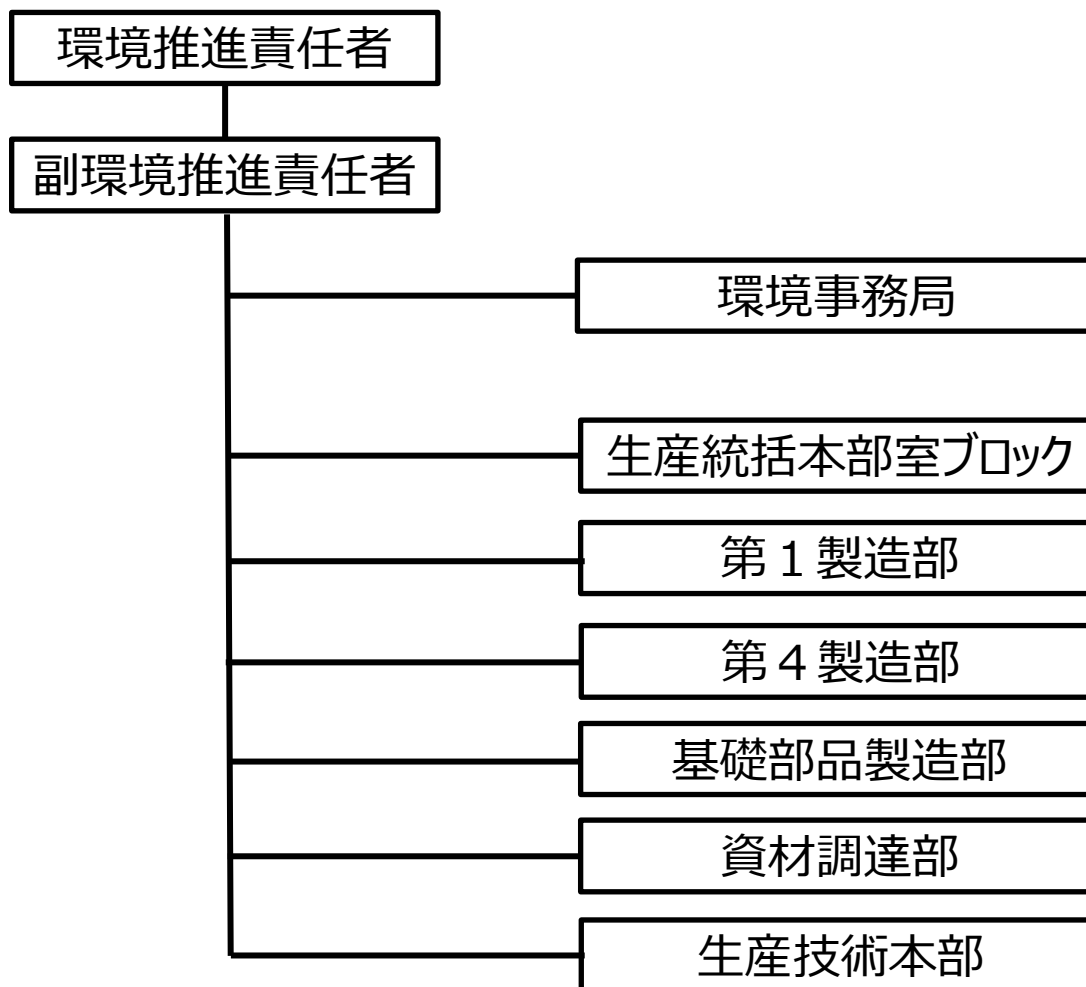 環境推進責任者
副環境推進責任者
環境事務局
生産統括本部室ブロック
第１製造部
第４製造部
基礎部品製造部
資材調達部
生産技術本部